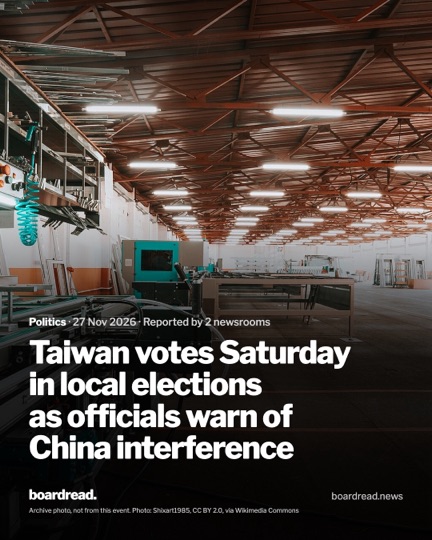 Politics · 27 Nov 2026 · Reported by 2 newsrooms
Taiwan votes Saturday
in local elections
as officials warn of
China interference
boardread.
boardread.news
Archive photo, not from this event. Photo: Shixart1985, CC BY 2.0, via Wikimedia Commons